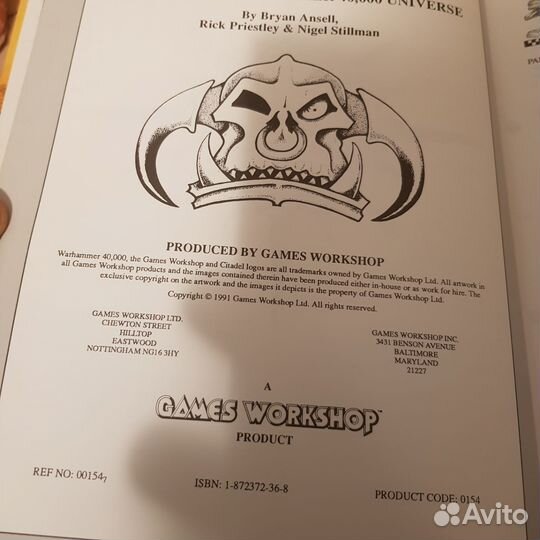 40,000 UNIVERSE
By Bryan Ansell,
Rick Priestley & Nigel Stillman
PRODUCED BY GAMES WORKSHOP
Warhammer 40,000, the Games Workshop and Citadel logos are all trademarks owned by Games Workshop Ltd. All artwork in
all Games Workshop products and the images contained therein have been produced either in-house or as work for hire. The
exclusive copyright on the artwork and the images it depicts is the property of Games Workshop Ltd.
Copyright © 1991 Games Workshop Ltd. All rights reserved.
GAMES WORKSHOP LTD.
CHEWTON STREET
HILLTOP
EASTWOOD
NOTTINGHAM NG16 3HY
GAMES WORKSHOP INC.
3431 BENSON AVENUE
BALTIMORE
MARYLAND
21227
A
GAMES WORKSHOP
PRODUCT
REF NO: 00154₇
ISBN: 1-872372-36-8
PRODUCT CODE: 0154
Avito